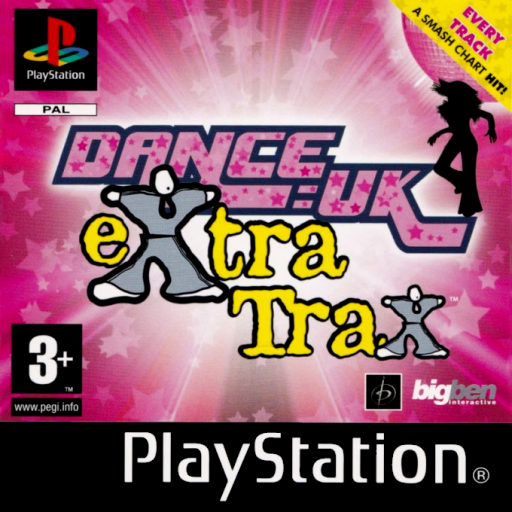 PlayStation
PAL
EVERY
TRACK
A SMASH CHART HIT!
DANCE:UK
eXtra
TraX
TM
3+
TM
www.pegi.info
bigben
interactive
PlayStation®